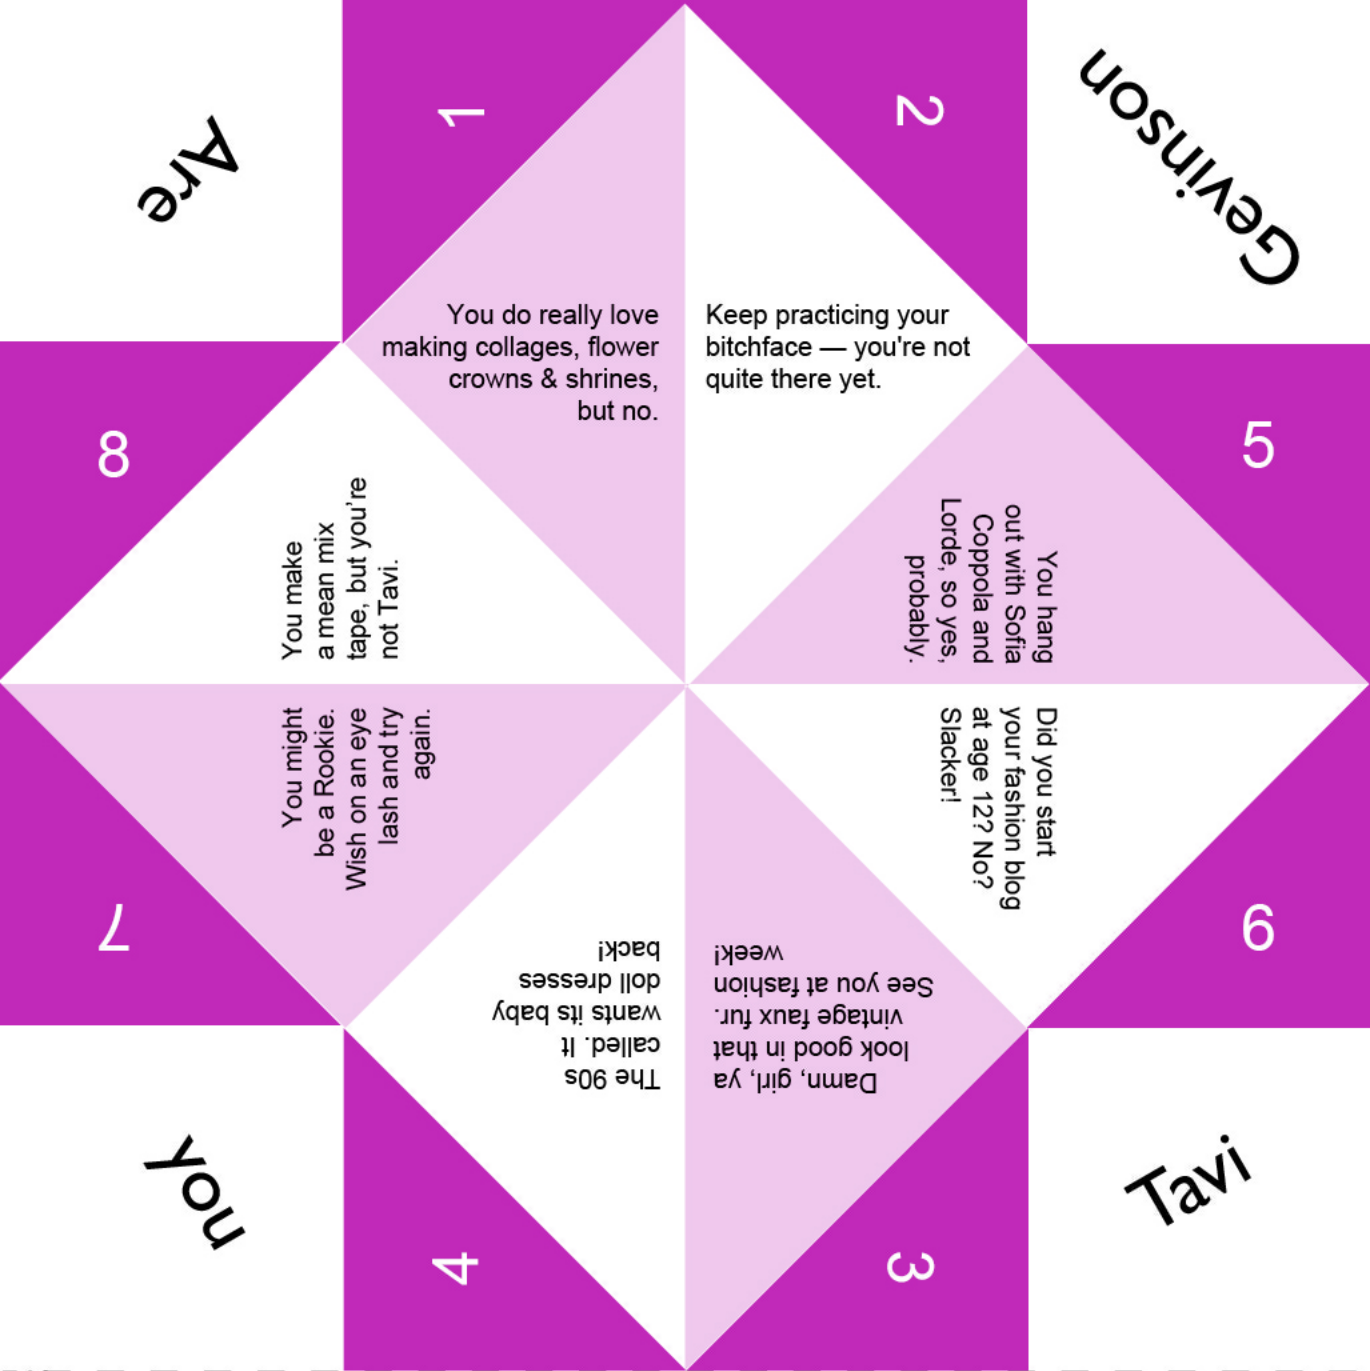 Are
1
2
Gevinson
You do really love
making collages, flower
crowns & shrines,
but no.
Keep practicing your
bitchface — you're not
quite there yet.
8
5
You make
a mean mix
tape, but you're
not Tavi.
You hang
out with Sofia
Coppola and
Lorde, so yes,
probably.
You might
be a Rookie.
Wish on an eye
lash and try
again.
Did you start
your fashion blog
at age 12? No?
Slacker!
7
6
The 90s
called. It
wants its baby
doll dresses
back!
Damn, girl, ya
look good in that
vintage faux fur.
See you at fashion
week!
you
4
3
Tavi